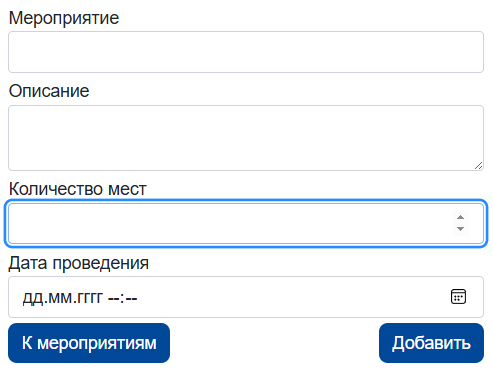 Мероприятие
Описание
Количество мест
Дата проведения
дд.мм.гггг --:--
К мероприятиям Добавить